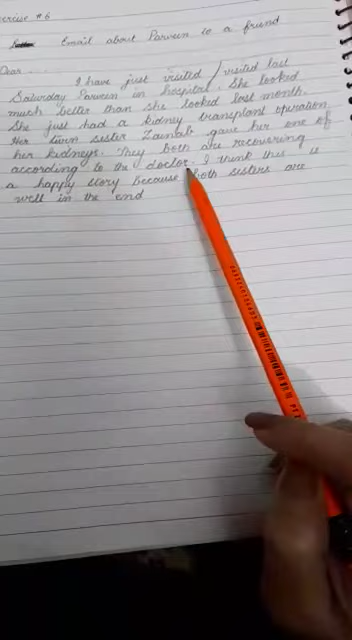 ercise #6
Email about Parveen to a friend
Dear ...
I have just visited / visited last
Saturday Parveen in hospital. She looked
much better than she looked last month.
She just had a kidney transplant operation
Her twin sister Zainab gave her one of
her kidneys. They both are recovering
according to the doctor. I think this is
a happy story because both sisters are
well in the end